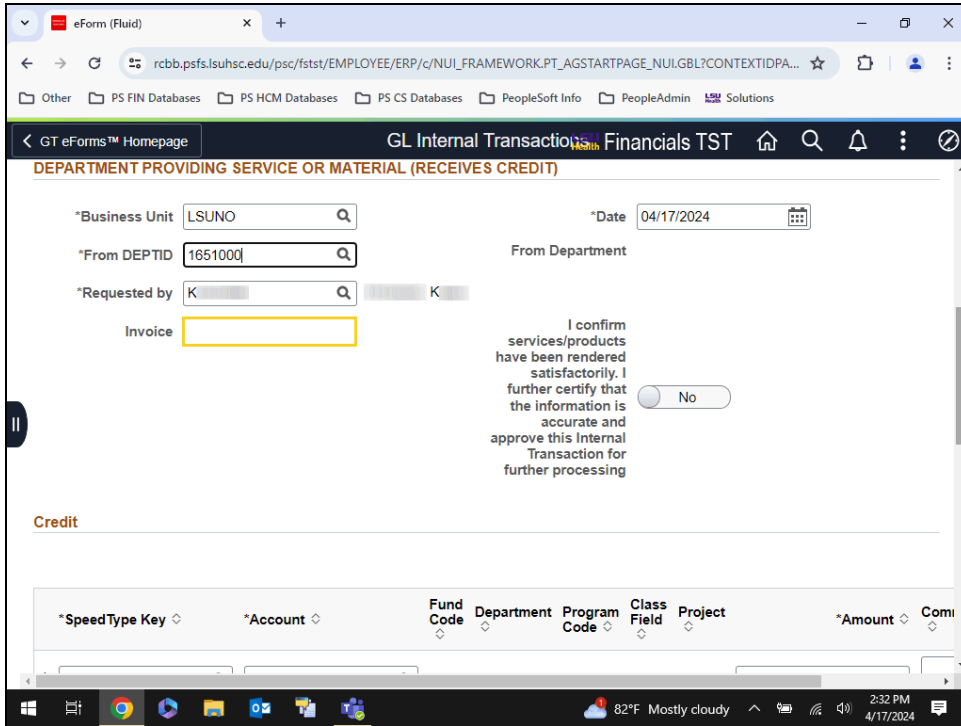 eForm (Fluid)
rcbb.psfs.lsuhsc.edu/psc/fstst/EMPLOYEE/ERP/c/NUI_FRAMEWORK.PT_AGSTARTPAGE_NUI.GBL?CONTEXTIDPA...
Other PS FIN Databases PS HCM Databases PS CS Databases PeopleSoft Info PeopleAdmin LSU Solutions
GT eForms™ Homepage GL Internal Transactions Health Financials TST
DEPARTMENT PROVIDING SERVICE OR MATERIAL (RECEIVES CREDIT)
*Business Unit LSUNO *Date 04/17/2024
*From DEPTID 1651000 From Department
*Requested by K K
Invoice
I confirm
services/products
have been rendered
satisfactorily. I
further certify that
the information is
accurate and
approve this Internal
Transaction for
further processing
No
Credit
*SpeedType Key *Account Fund Code Department Program Code Class Field Project *Amount Com
82°F Mostly cloudy 2:32 PM
4/17/2024